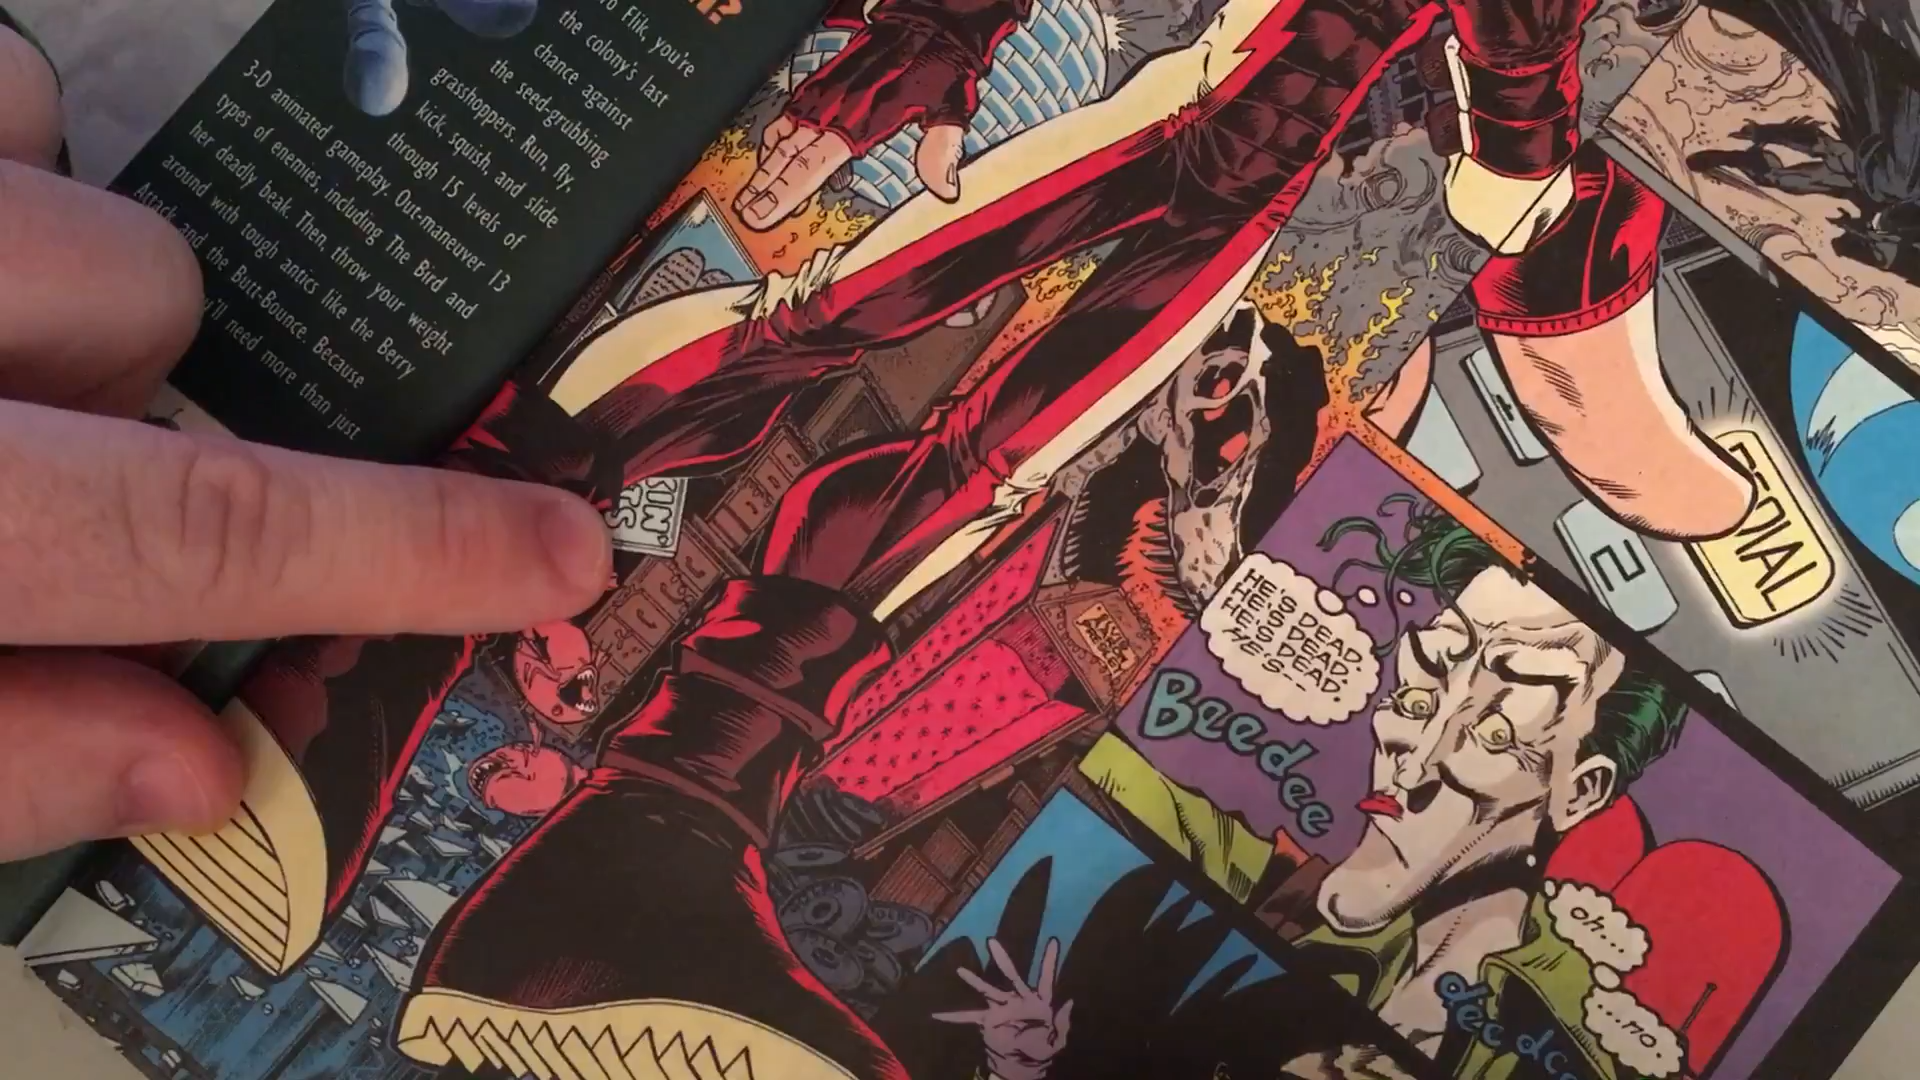 Flik, you're
the colony's last
chance against
the seed-grubbing
grasshoppers. Run, fly,
kick, squish, and slide
through 15 levels of
3-D animated gameplay. Out-maneuver 13
types of enemies, including The Bird and
her deadly beak. Then, throw your weight
around with tough antics like the Berry
Attack and the Butt-Bounce. Because
'll need more than just
HE'S DEAD.
HE'S DEAD.
HE'S DEAD.
HE'S--
Beedee
2
oh...
...no.